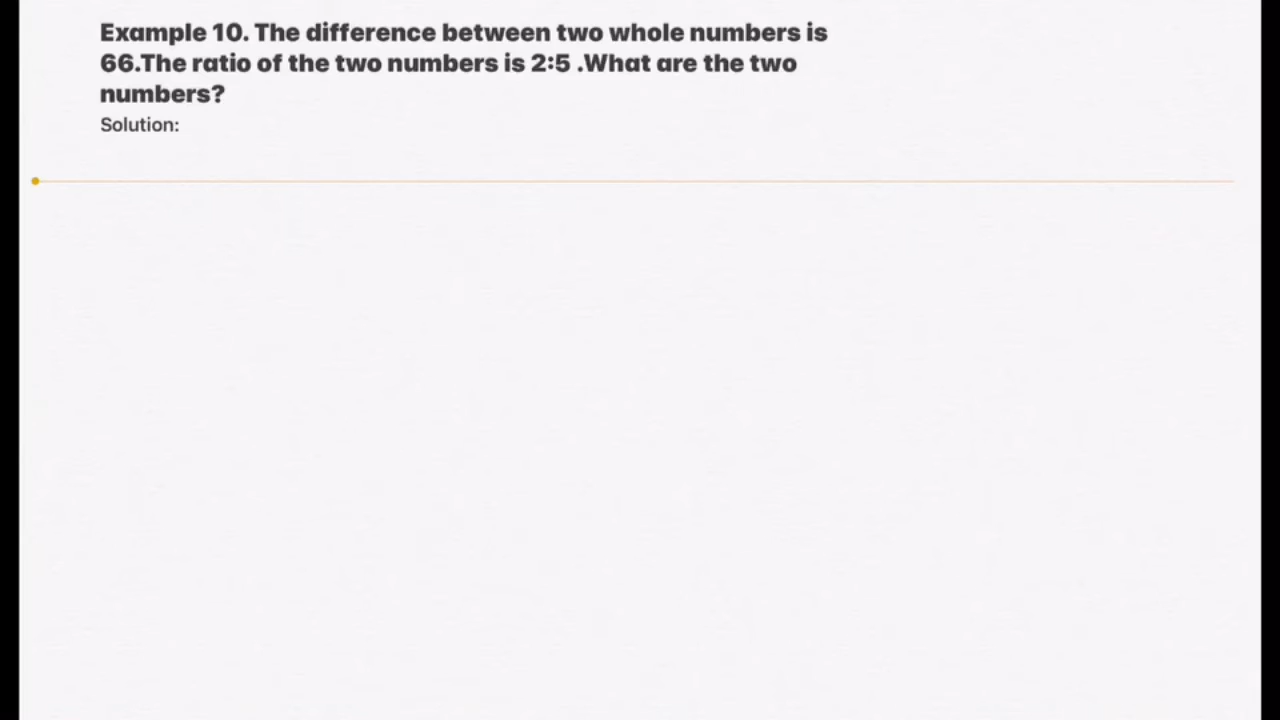 Example 10. The difference between two whole numbers is
66.The ratio of the two numbers is 2:5 .What are the two
numbers?
Solution: